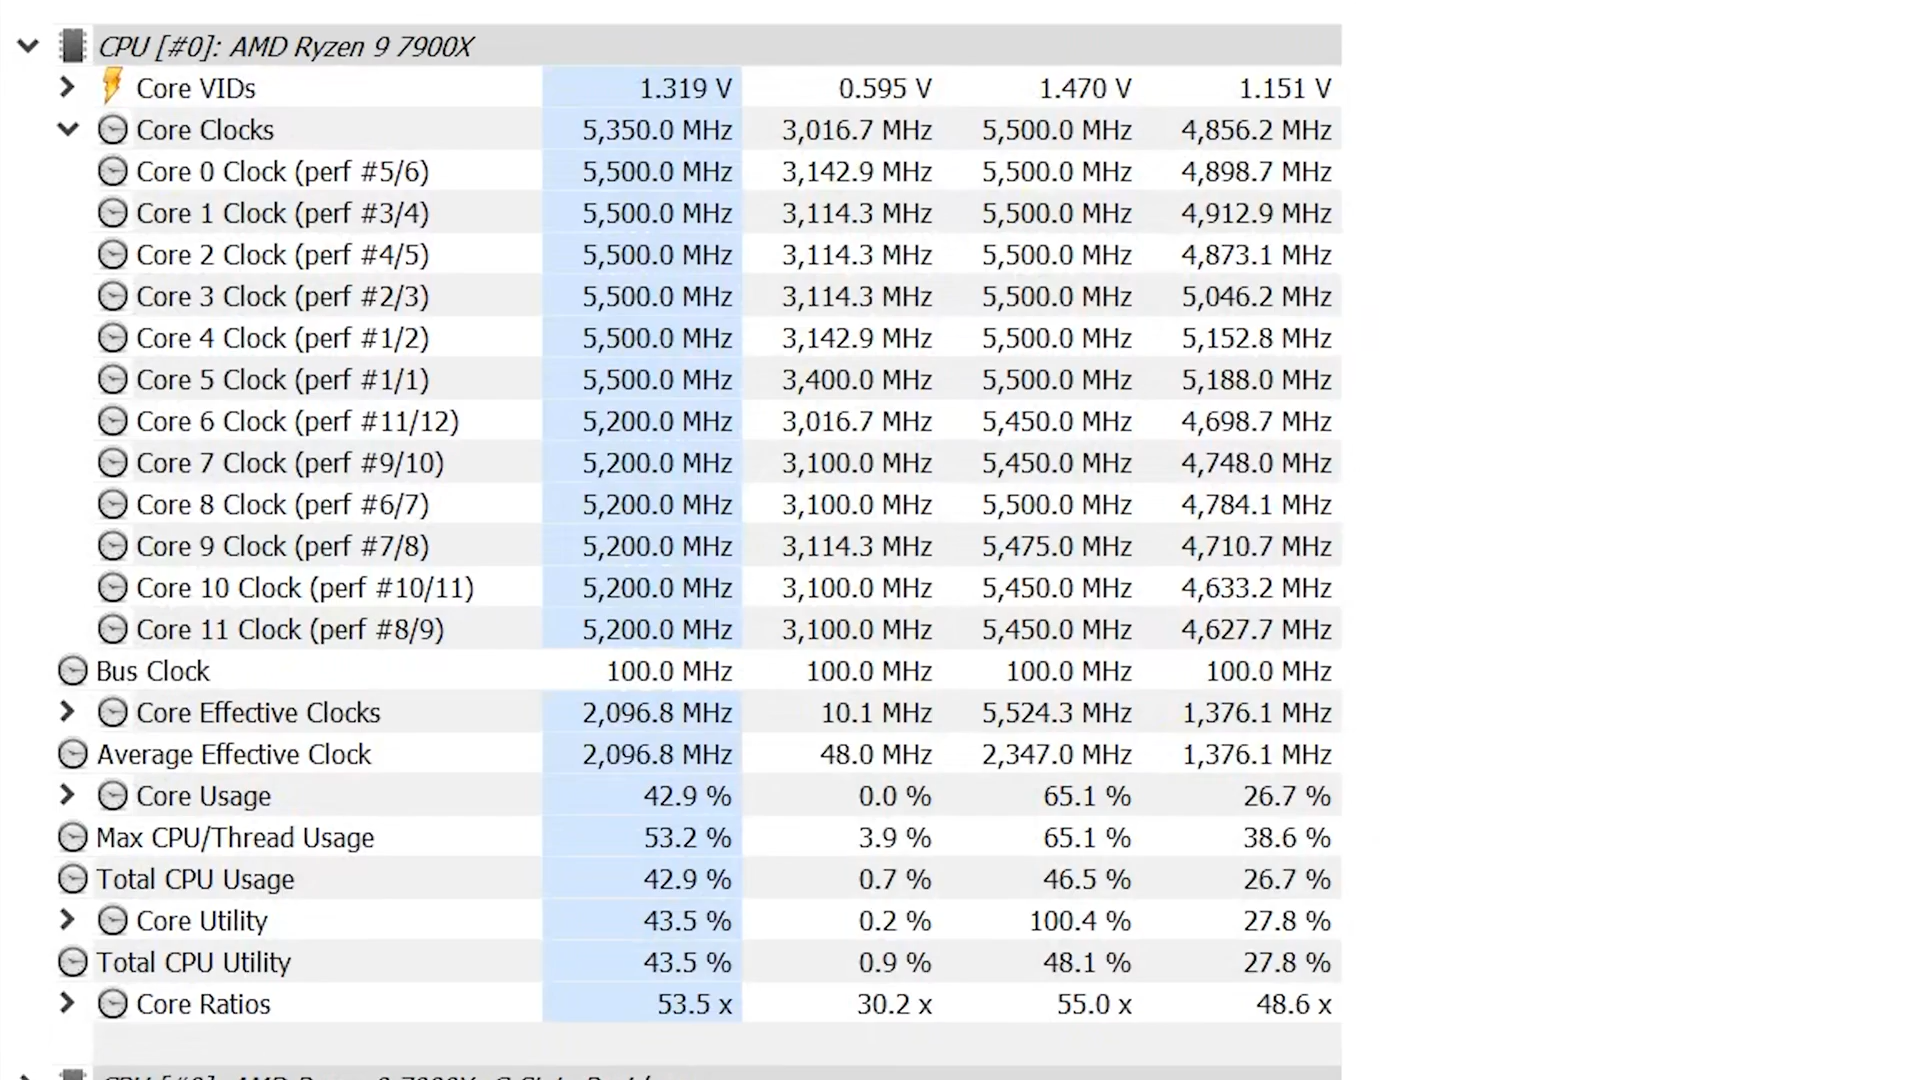 CPU [#0]: AMD Ryzen 9 7900X
Core VIDs 1.319 V 0.595 V 1.470 V 1.151 V
Core Clocks 5,350.0 MHz 3,016.7 MHz 5,500.0 MHz 4,856.2 MHz
Core 0 Clock (perf #5/6) 5,500.0 MHz 3,142.9 MHz 5,500.0 MHz 4,898.7 MHz
Core 1 Clock (perf #3/4) 5,500.0 MHz 3,114.3 MHz 5,500.0 MHz 4,912.9 MHz
Core 2 Clock (perf #4/5) 5,500.0 MHz 3,114.3 MHz 5,500.0 MHz 4,873.1 MHz
Core 3 Clock (perf #2/3) 5,500.0 MHz 3,114.3 MHz 5,500.0 MHz 5,046.2 MHz
Core 4 Clock (perf #1/2) 5,500.0 MHz 3,142.9 MHz 5,500.0 MHz 5,152.8 MHz
Core 5 Clock (perf #1/1) 5,500.0 MHz 3,400.0 MHz 5,500.0 MHz 5,188.0 MHz
Core 6 Clock (perf #11/12) 5,200.0 MHz 3,016.7 MHz 5,450.0 MHz 4,698.7 MHz
Core 7 Clock (perf #9/10) 5,200.0 MHz 3,100.0 MHz 5,450.0 MHz 4,748.0 MHz
Core 8 Clock (perf #6/7) 5,200.0 MHz 3,100.0 MHz 5,500.0 MHz 4,784.1 MHz
Core 9 Clock (perf #7/8) 5,200.0 MHz 3,114.3 MHz 5,475.0 MHz 4,710.7 MHz
Core 10 Clock (perf #10/11) 5,200.0 MHz 3,100.0 MHz 5,450.0 MHz 4,633.2 MHz
Core 11 Clock (perf #8/9) 5,200.0 MHz 3,100.0 MHz 5,450.0 MHz 4,627.7 MHz
Bus Clock 100.0 MHz 100.0 MHz 100.0 MHz 100.0 MHz
Core Effective Clocks 2,096.8 MHz 10.1 MHz 5,524.3 MHz 1,376.1 MHz
Average Effective Clock 2,096.8 MHz 48.0 MHz 2,347.0 MHz 1,376.1 MHz
Core Usage 42.9 % 0.0 % 65.1 % 26.7 %
Max CPU/Thread Usage 53.2 % 3.9 % 65.1 % 38.6 %
Total CPU Usage 42.9 % 0.7 % 46.5 % 26.7 %
Core Utility 43.5 % 0.2 % 100.4 % 27.8 %
Total CPU Utility 43.5 % 0.9 % 48.1 % 27.8 %
Core Ratios 53.5 x 30.2 x 55.0 x 48.6 x